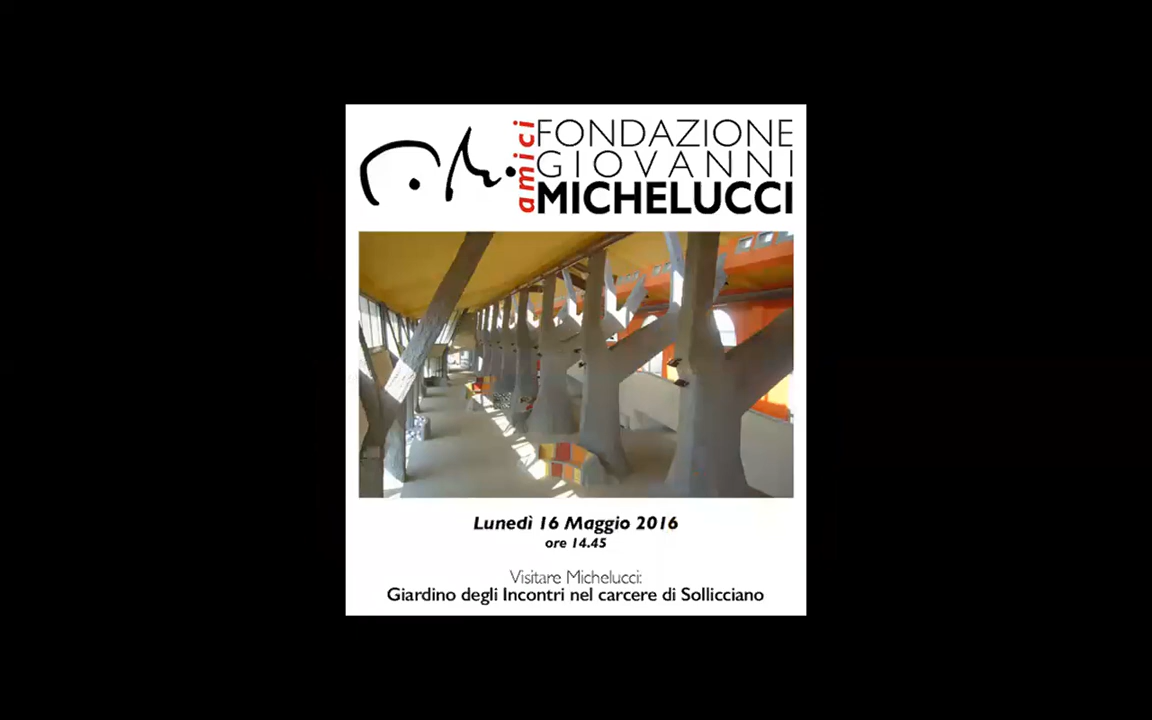 amici
FONDAZIONE
GIOVANNI
MICHELUCCI
Lunedì 16 Maggio 2016
ore 14.45
Visitare Michelucci:
Giardino degli Incontri nel carcere di Sollicciano